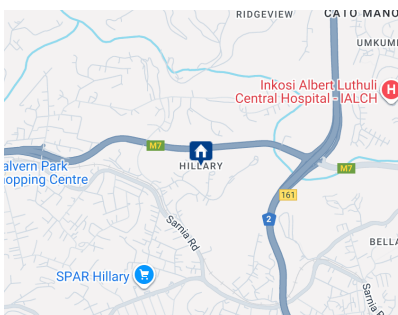 RIDGEVIEW
CATO MANO
UMKUMI
Inkosi Albert Luthuli
Central Hospital - IALCH
H
M7
HILLARY
M7
alvern Park
hopping Centre
161
2
Sarnia Rd
BELLA
SPAR Hillary